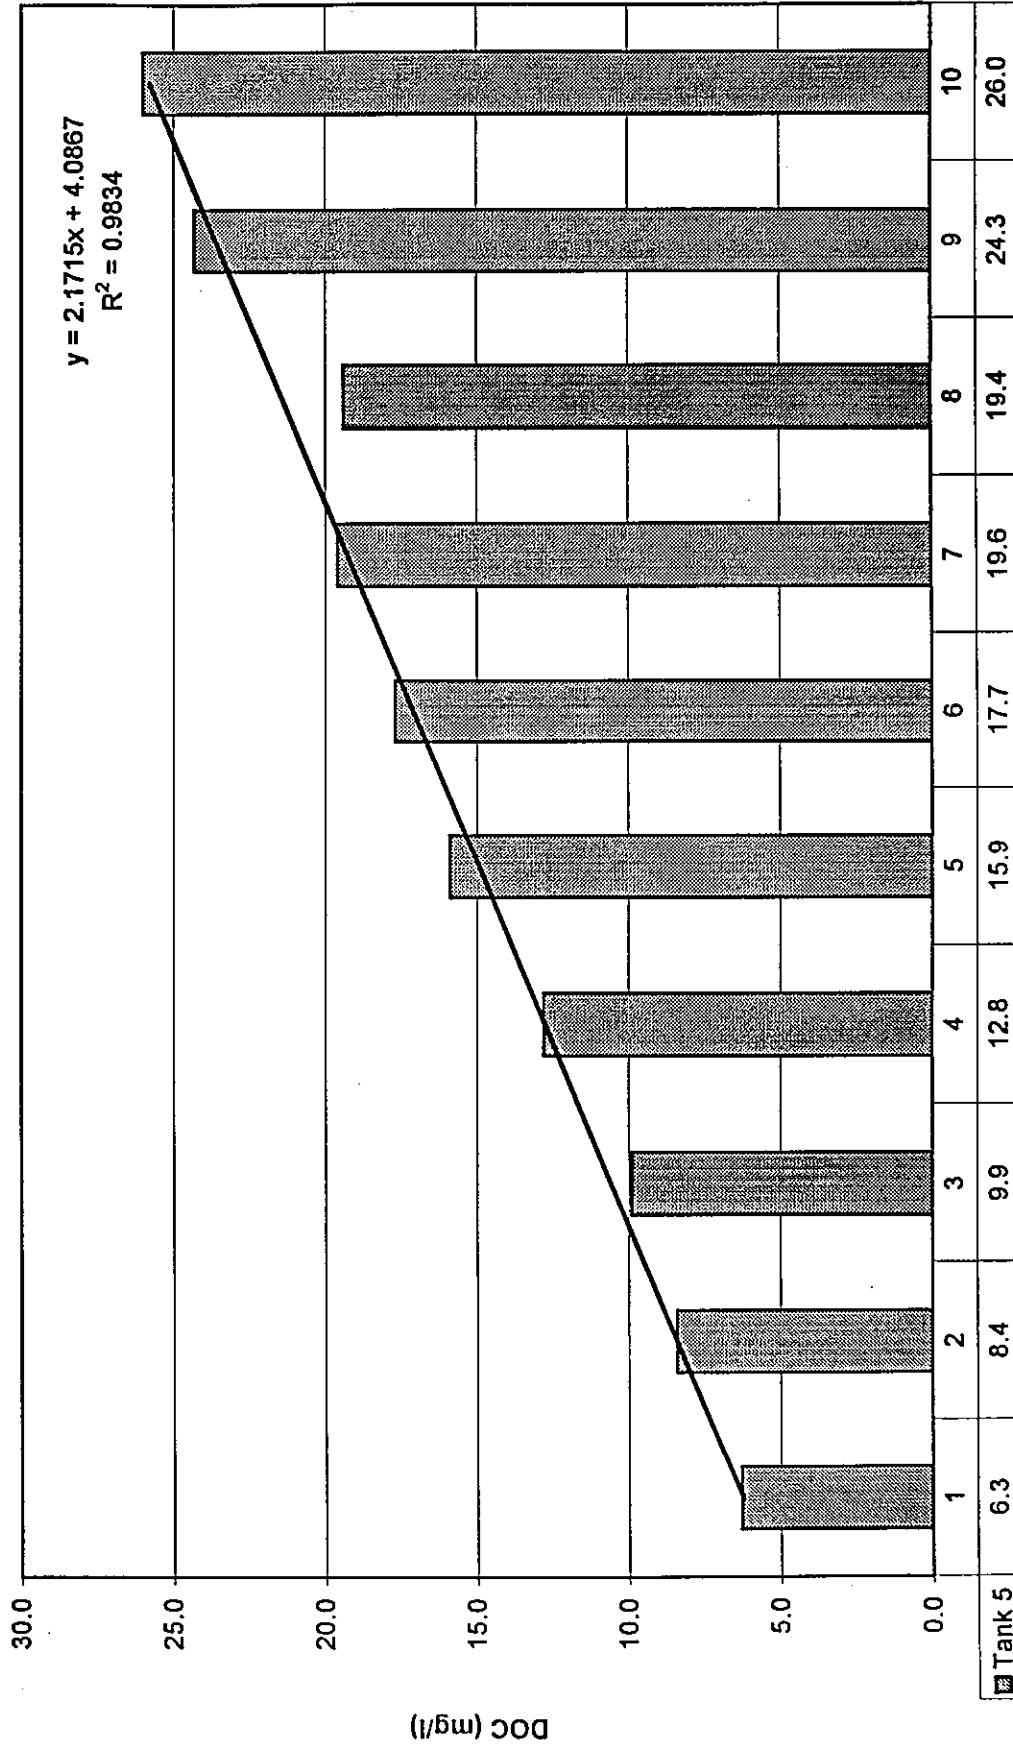 y = 2.1715x + 4.0867
R² = 0.9834
30.0
25.0
20.0
15.0
10.0
5.0
0.0
DOC (mg/l)
1 2 3 4 5 6 7 8 9 10
Tank 5 6.3 8.4 9.9 12.8 15.9 17.7 19.6 19.4 24.3 26.0